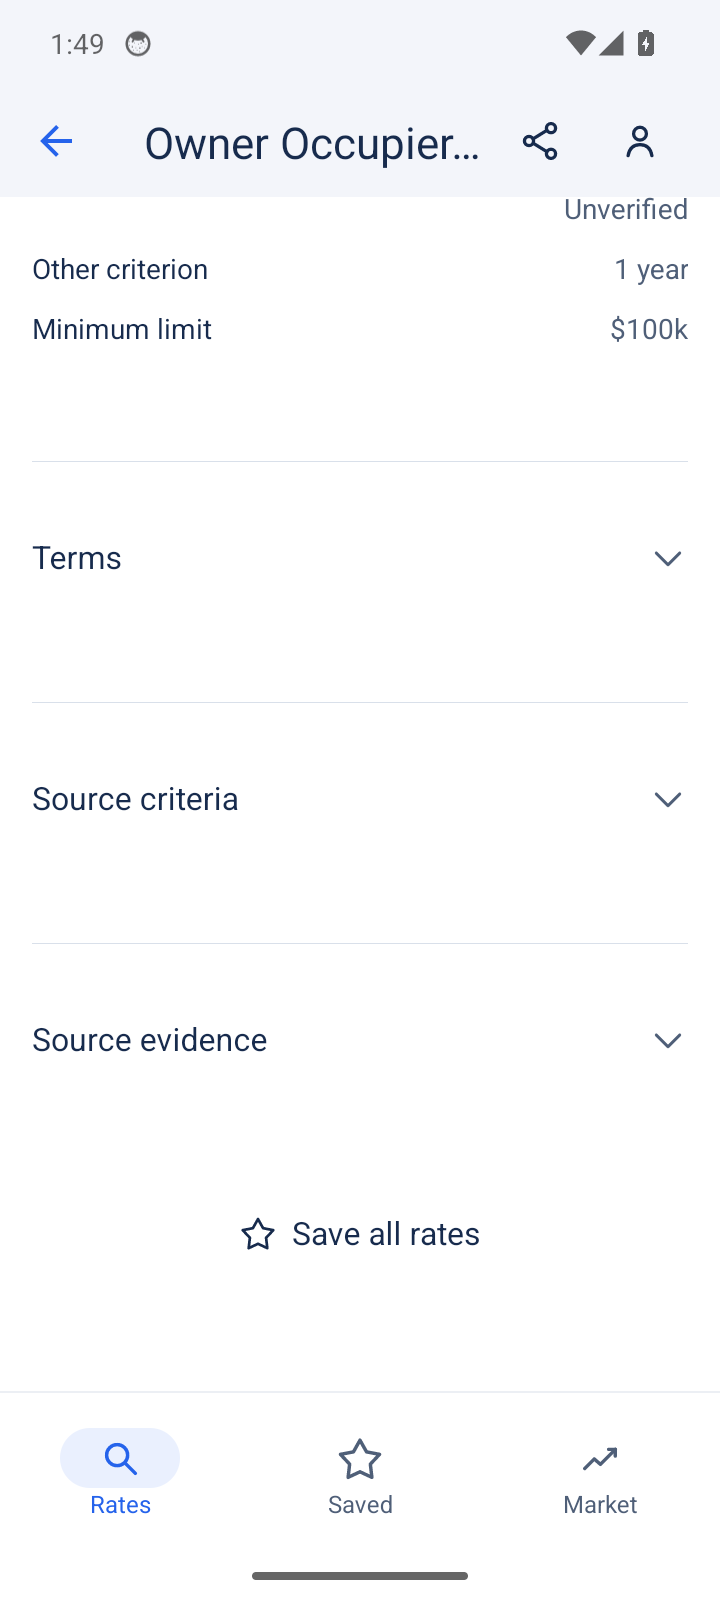 1:49
Owner Occupier...
Unverified
Other criterion 1 year
Minimum limit $100k
Terms
Source criteria
Source evidence
Save all rates
Rates Saved Market